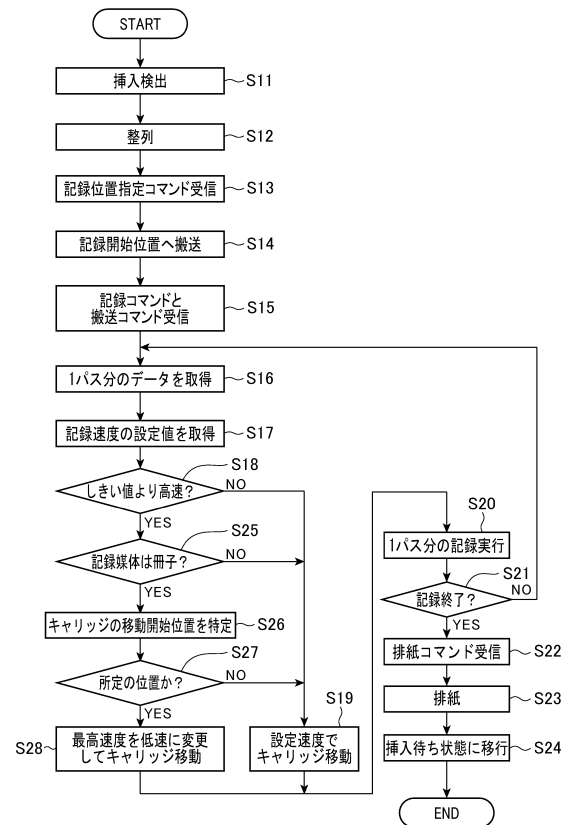 START
挿入検出
S11
整列
S12
記録位置指定コマンド受信
S13
記録開始位置へ搬送
S14
記録コマンドと
搬送コマンド受信
S15
1パス分のデータを取得
S16
記録速度の設定値を取得
S17
しきい値より高速？
S18
NO
YES
記録媒体は冊子？
S25
NO
YES
キャリッジの移動開始位置を特定
S26
所定の位置か？
S27
NO
YES
最高速度を低速に変更
してキャリッジ移動
S28
設定速度で
キャリッジ移動
S19
S20
1パス分の記録実行
S21
記録終了？
NO
YES
排紙コマンド受信
S22
排紙
S23
挿入待ち状態に移行
S24
END